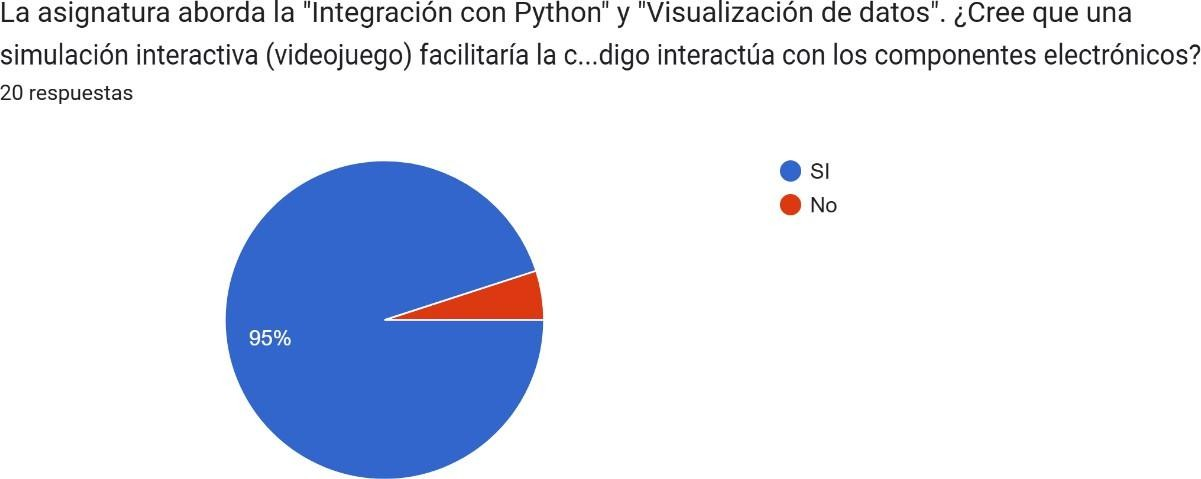 La asignatura aborda la "Integración con Python" y "Visualización de datos". ¿Cree que una
simulación interactiva (videojuego) facilitaría la c...digo interactúa con los componentes electrónicos?
20 respuestas
SI
No
95%